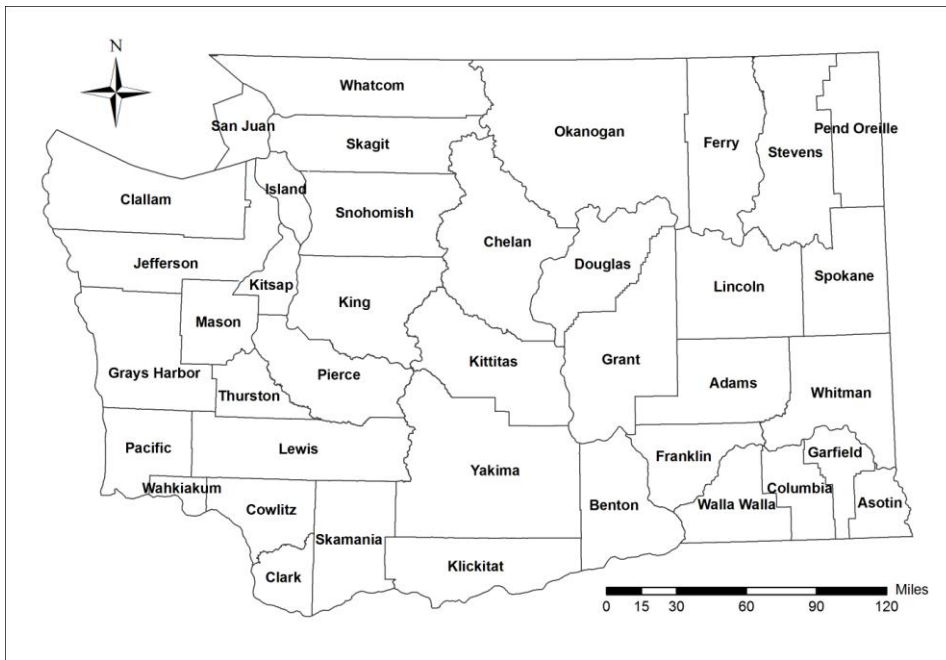 N
Whatcom
San Juan
Skagit
Okanogan
Ferry
Stevens
Pend Oreille
Clallam
Island
Snohomish
Chelan
Jefferson
Kitsap
King
Douglas
Lincoln
Spokane
Mason
Grays Harbor
Thurston
Pierce
Kittitas
Grant
Adams
Whitman
Pacific
Lewis
Yakima
Franklin
Garfield
Wahkiakum
Cowlitz
Skamania
Benton
Walla Walla
Columbia
Asotin
Clark
Klickitat
Miles
0 15 30 60 90 120